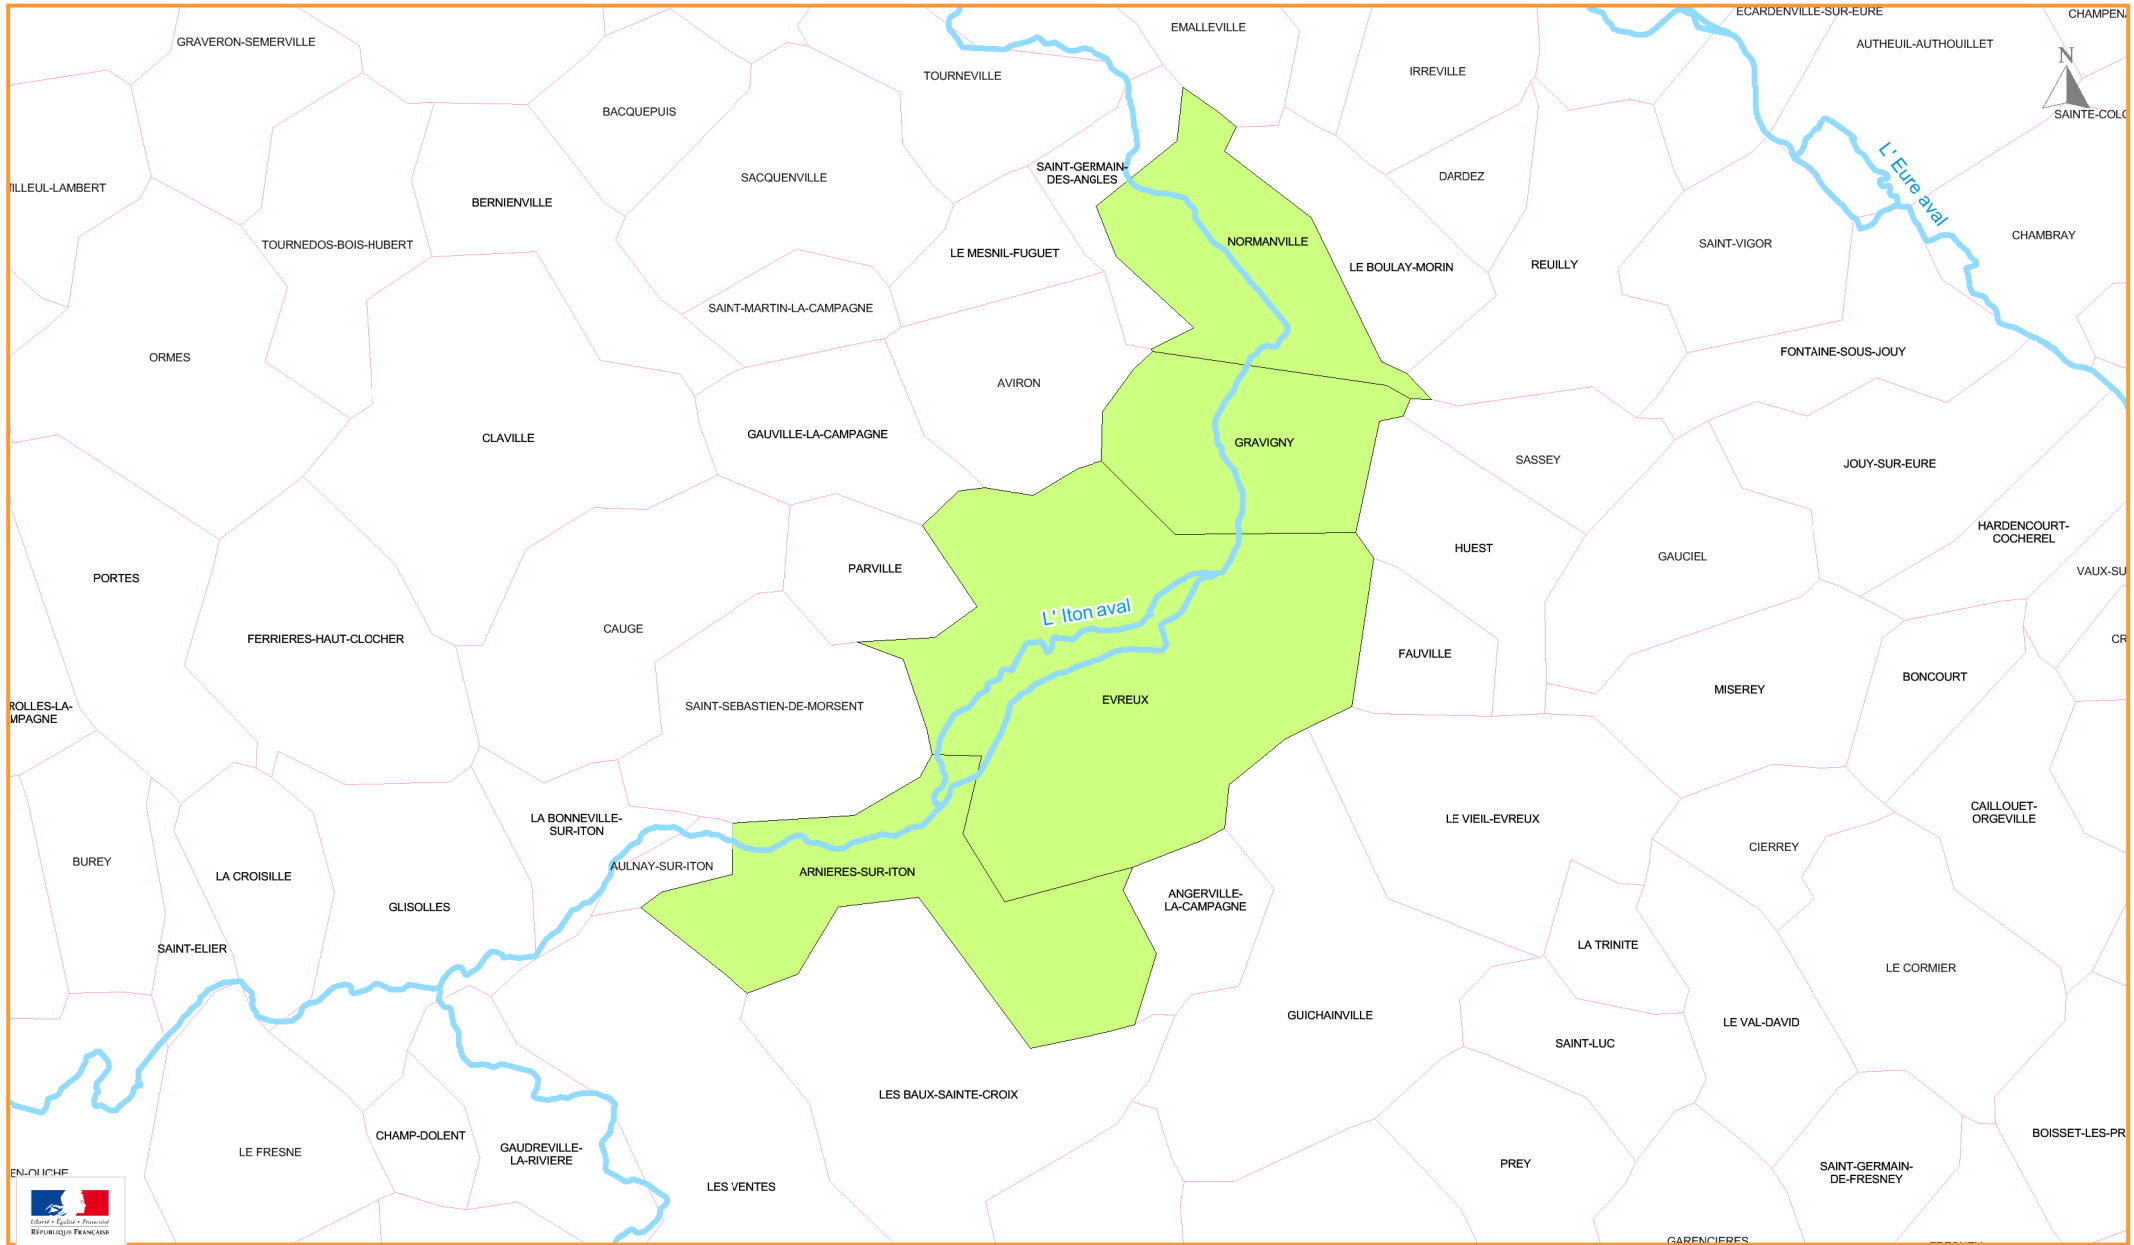 ECARDENVILLE-SUR-EURE
EMALLEVILLE
GRAVERON-SEMERVILLE
AUTHEUIL-AUTHOUILLET
N
IRREVILLE
TOURNEVILLE
BACQUEPUIS
SAINT-GERMAIN-
DES-ANGLES
SACQUENVILLE
DARDEZ
L' Eure aval
BERNIENVILLE
CHAMBRAY
NORMANVILLE
SAINT-VIGOR
TOURNEDOS-BOIS-HUBERT
LE MESNIL-FUGUET
LE BOULAY-MORIN
REUILLY
SAINT-MARTIN-LA-CAMPAGNE
FONTAINE-SOUS-JOUY
ORMES
AVIRON
CLAVILLE
GAUVILLE-LA-CAMPAGNE
GRAVIGNY
SASSEY
JOUY-SUR-EURE
HARDENCOURT-
COCHEREL
HUEST
GAUCIEL
PARVILLE
PORTES
L' Iton aval
CAUGE
FERRIERES-HAUT-CLOCHER
FAUVILLE
BONCOURT
MISEREY
EVREUX
SAINT-SEBASTIEN-DE-MORSENT
CAILLOUET-
ORGEVILLE
LA BONNEVILLE-
SUR-ITON
LE VIEIL-EVREUX
CIERREY
BUREY
AULNAY-SUR-ITON
ARNIERES-SUR-ITON
LA CROISILLE
ANGERVILLE-
LA-CAMPAGNE
GLISOLLES
SAINT-ELIER
LA TRINITE
LE CORMIER
GUICHAINVILLE
LE VAL-DAVID
SAINT-LUC
LES BAUX-SAINTE-CROIX
CHAMP-DOLENT
LE FRESNE
GAUDREVILLE-
LA-RIVIERE
PREY
SAINT-GERMAIN-
DE-FRESNEY
LES VENTES
GARENCIERES
Liberté • Égalité • Fraternité
RÉPUBLIQUE FRANÇAISE
CHAMPEN
SAINTE-COLO
ILLEUL-LAMBERT
VAUX-SU
CR
ROLLES-LA-
MPAGNE
BOISSET-LES-PR
EN-OUCHE